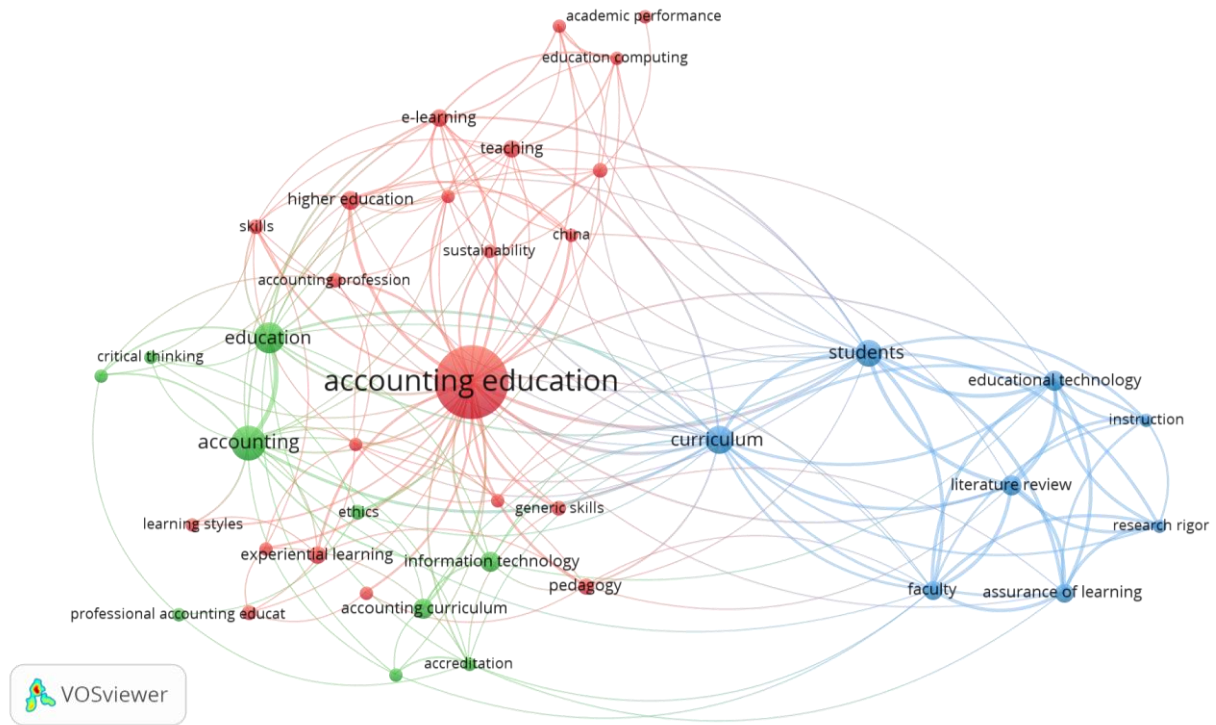 academic performance
education computing
e-learning
teaching
higher education
skills
china
sustainability
accounting profession
education
critical thinking
students
accounting education
educational technology
instruction
accounting
curriculum
literature review
generic skills
ethics
learning styles
research rigor
experiential learning
information technology
pedagogy
faculty
assurance of learning
professional accounting educat
accounting curriculum
accreditation
VOSviewer